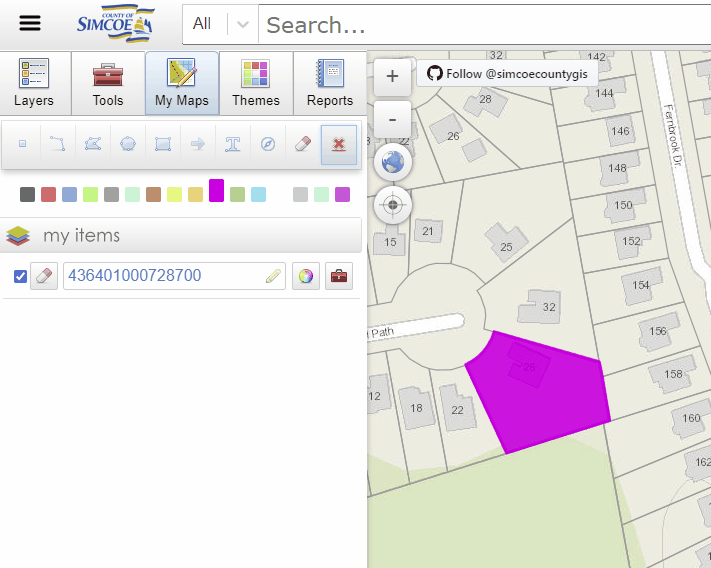 COUNTY OF
SIMCOE
All
Search...
Layers
Tools
My Maps
Themes
Reports
my items
436401000728700
+
-
Follow @simcoecountygis
32
142
28
144
26
146
22
148
150
15
21
25
152
154
32
156
Path
26
158
12
18
22
160
162
Fernbrook Dr.